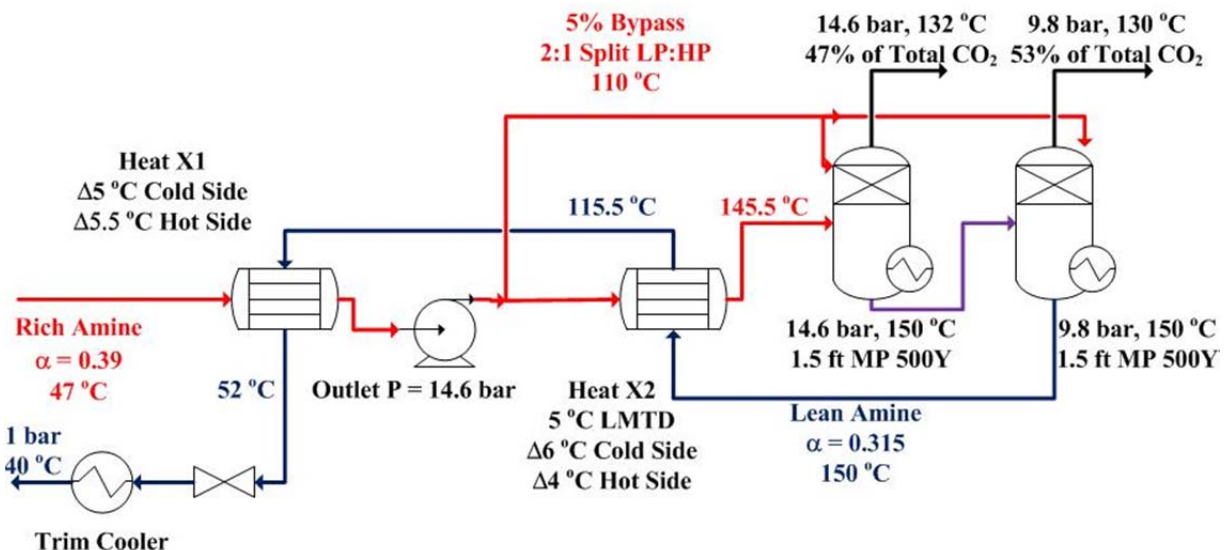 5% Bypass
2:1 Split LP:HP
110 °C
14.6 bar, 132 °C
47% of Total CO₂
9.8 bar, 130 °C
53% of Total CO₂
Heat X1
Δ5 °C Cold Side
Δ5.5 °C Hot Side
115.5 °C
145.5 °C
Rich Amine
α = 0.39
47 °C
52 °C
Outlet P = 14.6 bar
Heat X2
5 °C LMTD
Δ6 °C Cold Side
Δ4 °C Hot Side
14.6 bar, 150 °C
1.5 ft MP 500Y
9.8 bar, 150 °C
1.5 ft MP 500Y
Lean Amine
α = 0.315
150 °C
1 bar
40 °C
Trim Cooler